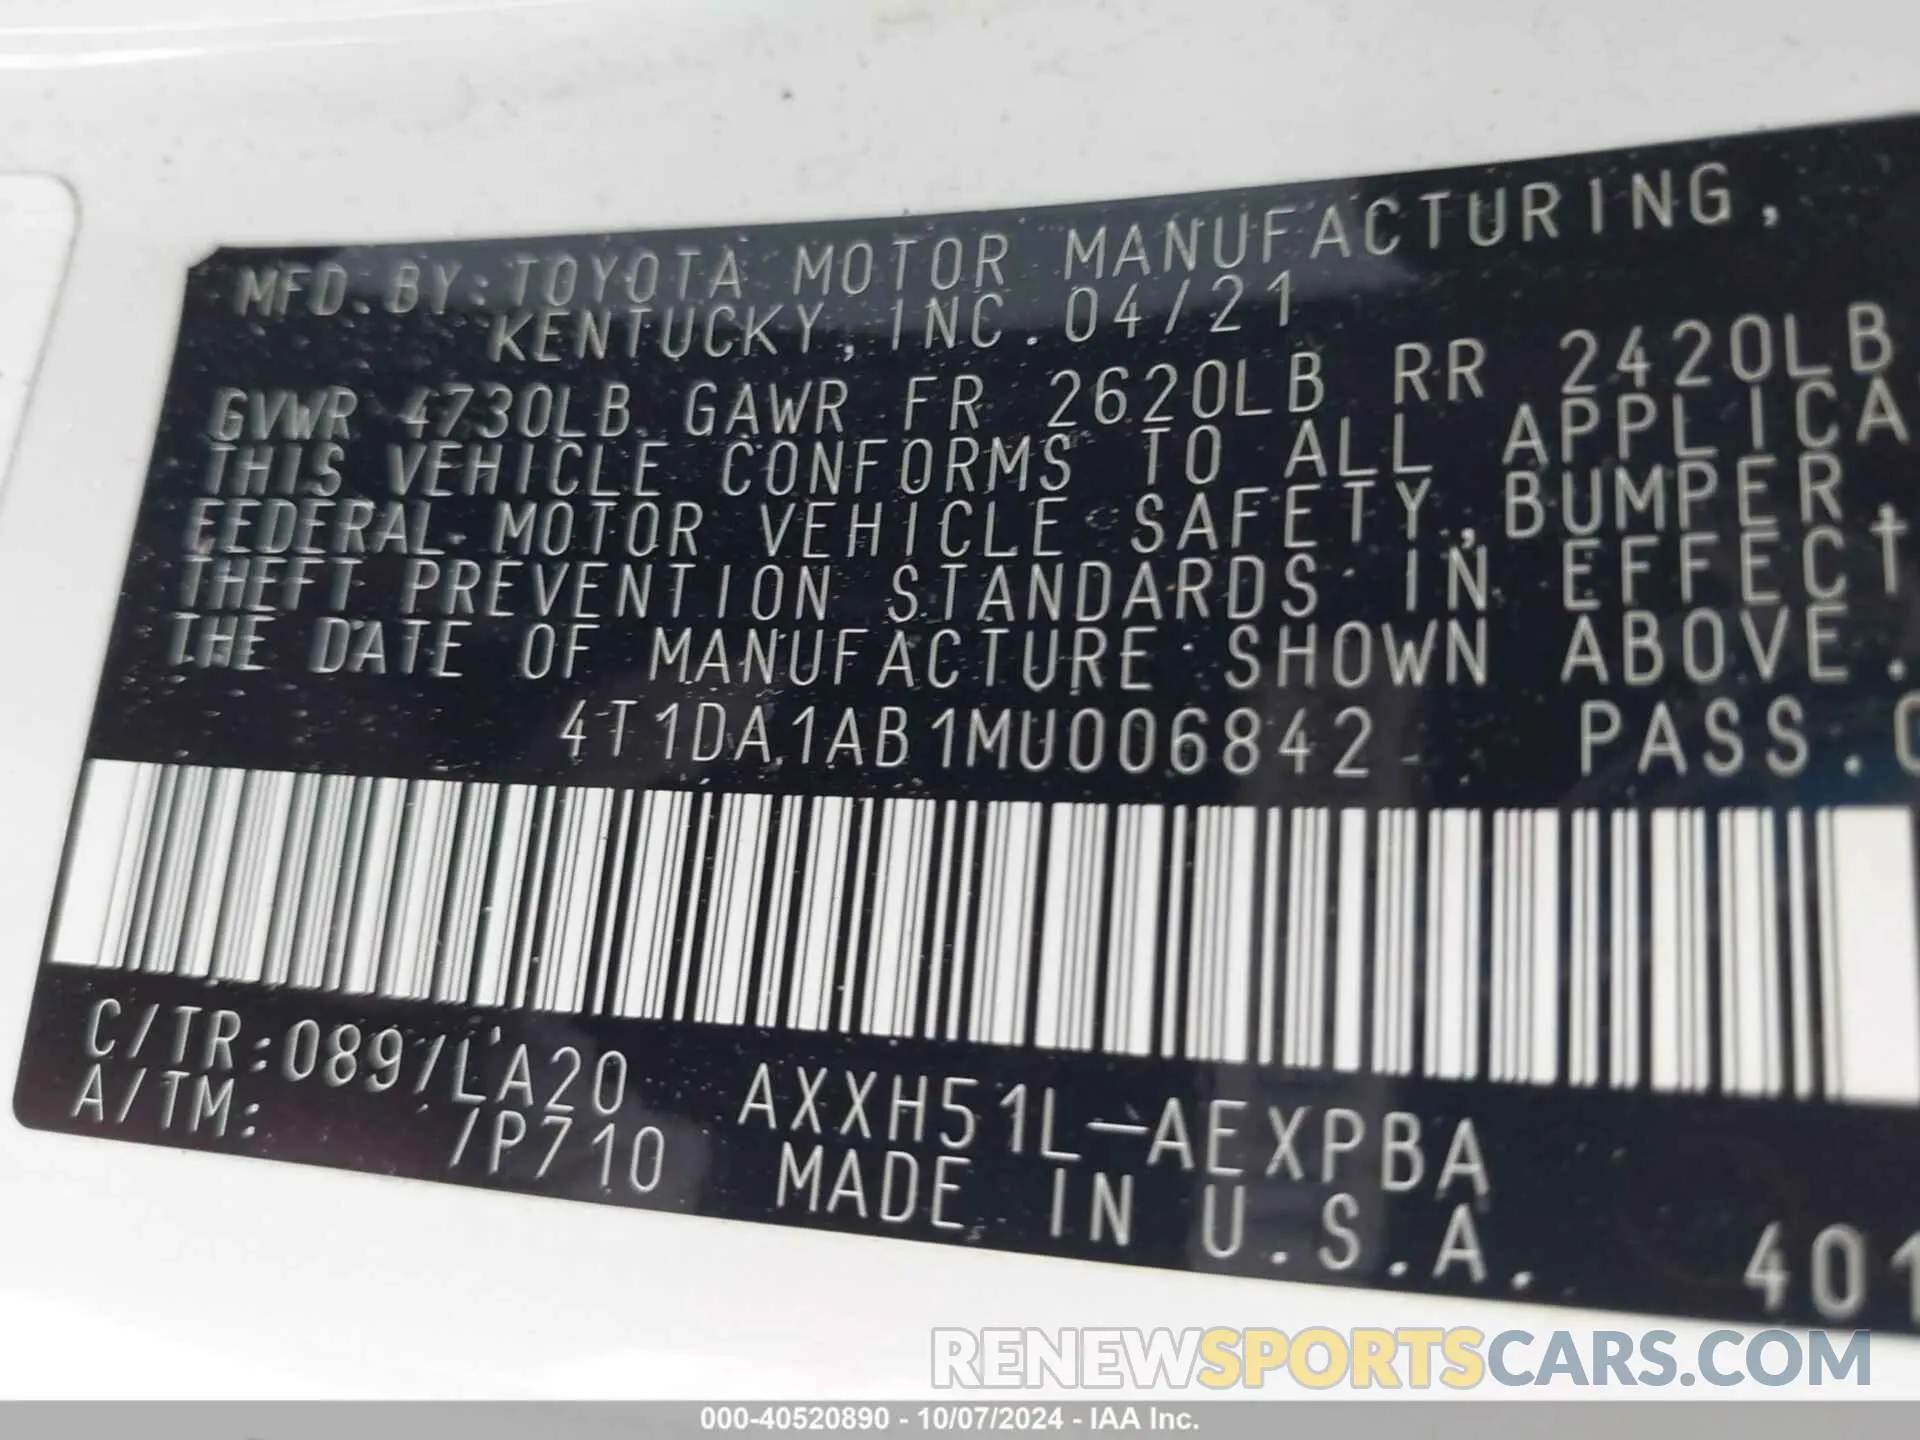 MFD. BY: TOYOTA MOTOR MANUFACTURING,
KENTUCKY, INC. 04/21
GVWR 4730LB GAWR FR 2620LB RR 2420LB
THIS VEHICLE CONFORMS TO ALL APPLICA
FEDERAL MOTOR VEHICLE SAFETY, BUMPER,
THEFT PREVENTION STANDARDS IN EFFECT
THE DATE OF MANUFACTURE SHOWN ABOVE.
4T1DA1AB1MU006842 PASS.C
C/TR:089/LA20 AXXH51L-AEXPBA
A/TM: /P710 MADE IN U.S.A. 401
RENEWSPORTSCARS.COM
000-40520890 - 10/07/2024 - IAA Inc.